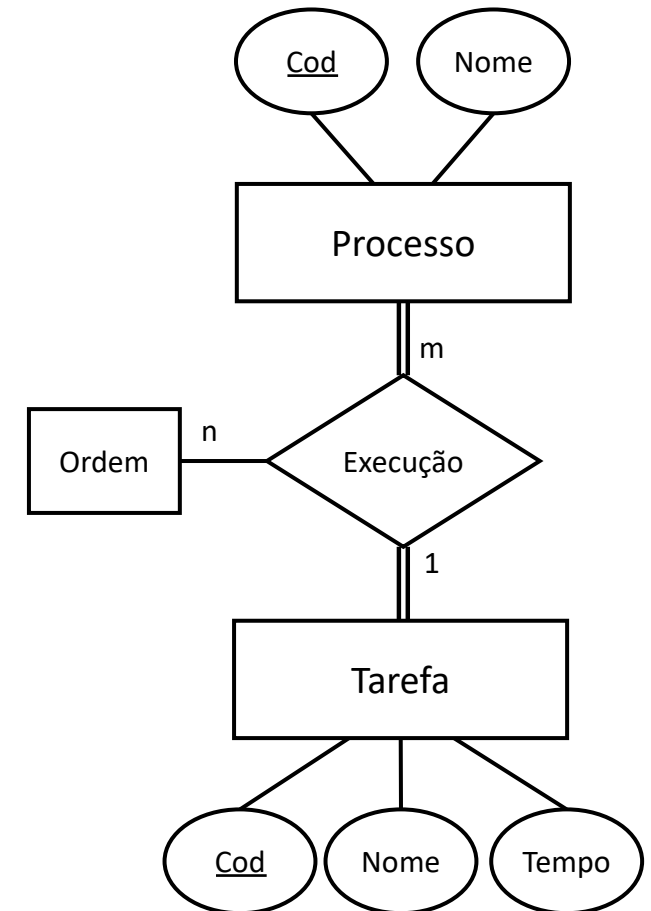 Cod
Nome
Processo
m
n
Ordem
Execução
1
Tarefa
Cod
Nome
Tempo